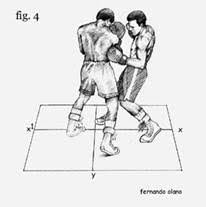 fig. 4
x¹ x
y
fernando olano